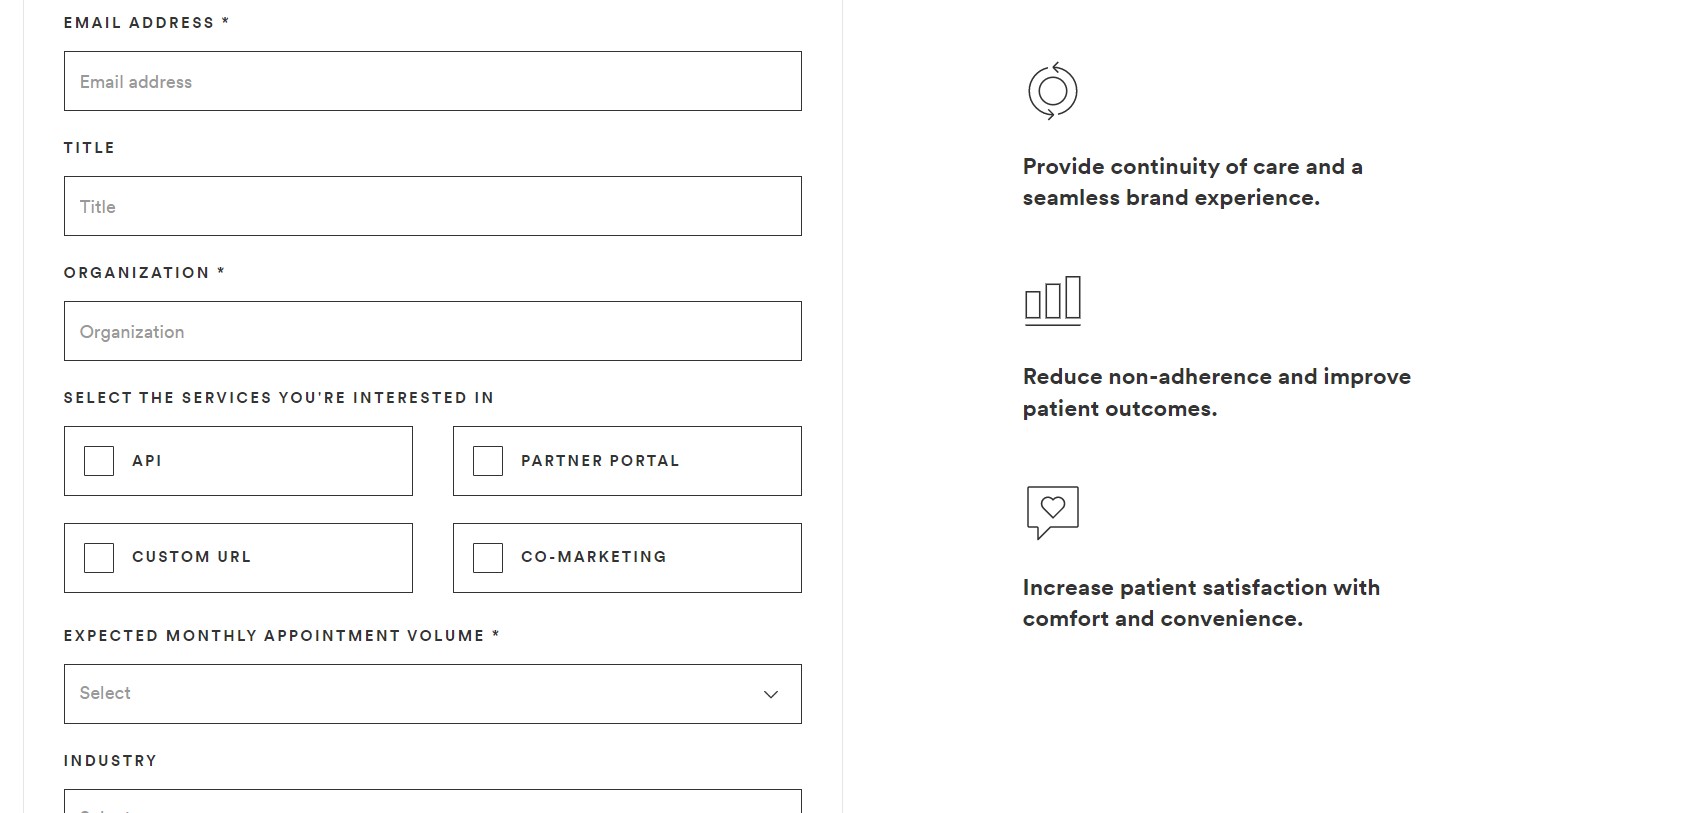 EMAIL ADDRESS *
Email address
TITLE
Title
ORGANIZATION *
Organization
SELECT THE SERVICES YOU'RE INTERESTED IN
API
PARTNER PORTAL
CUSTOM URL
CO-MARKETING
EXPECTED MONTHLY APPOINTMENT VOLUME *
Select
INDUSTRY
Provide continuity of care and a
seamless brand experience.
Reduce non-adherence and improve
patient outcomes.
Increase patient satisfaction with
comfort and convenience.